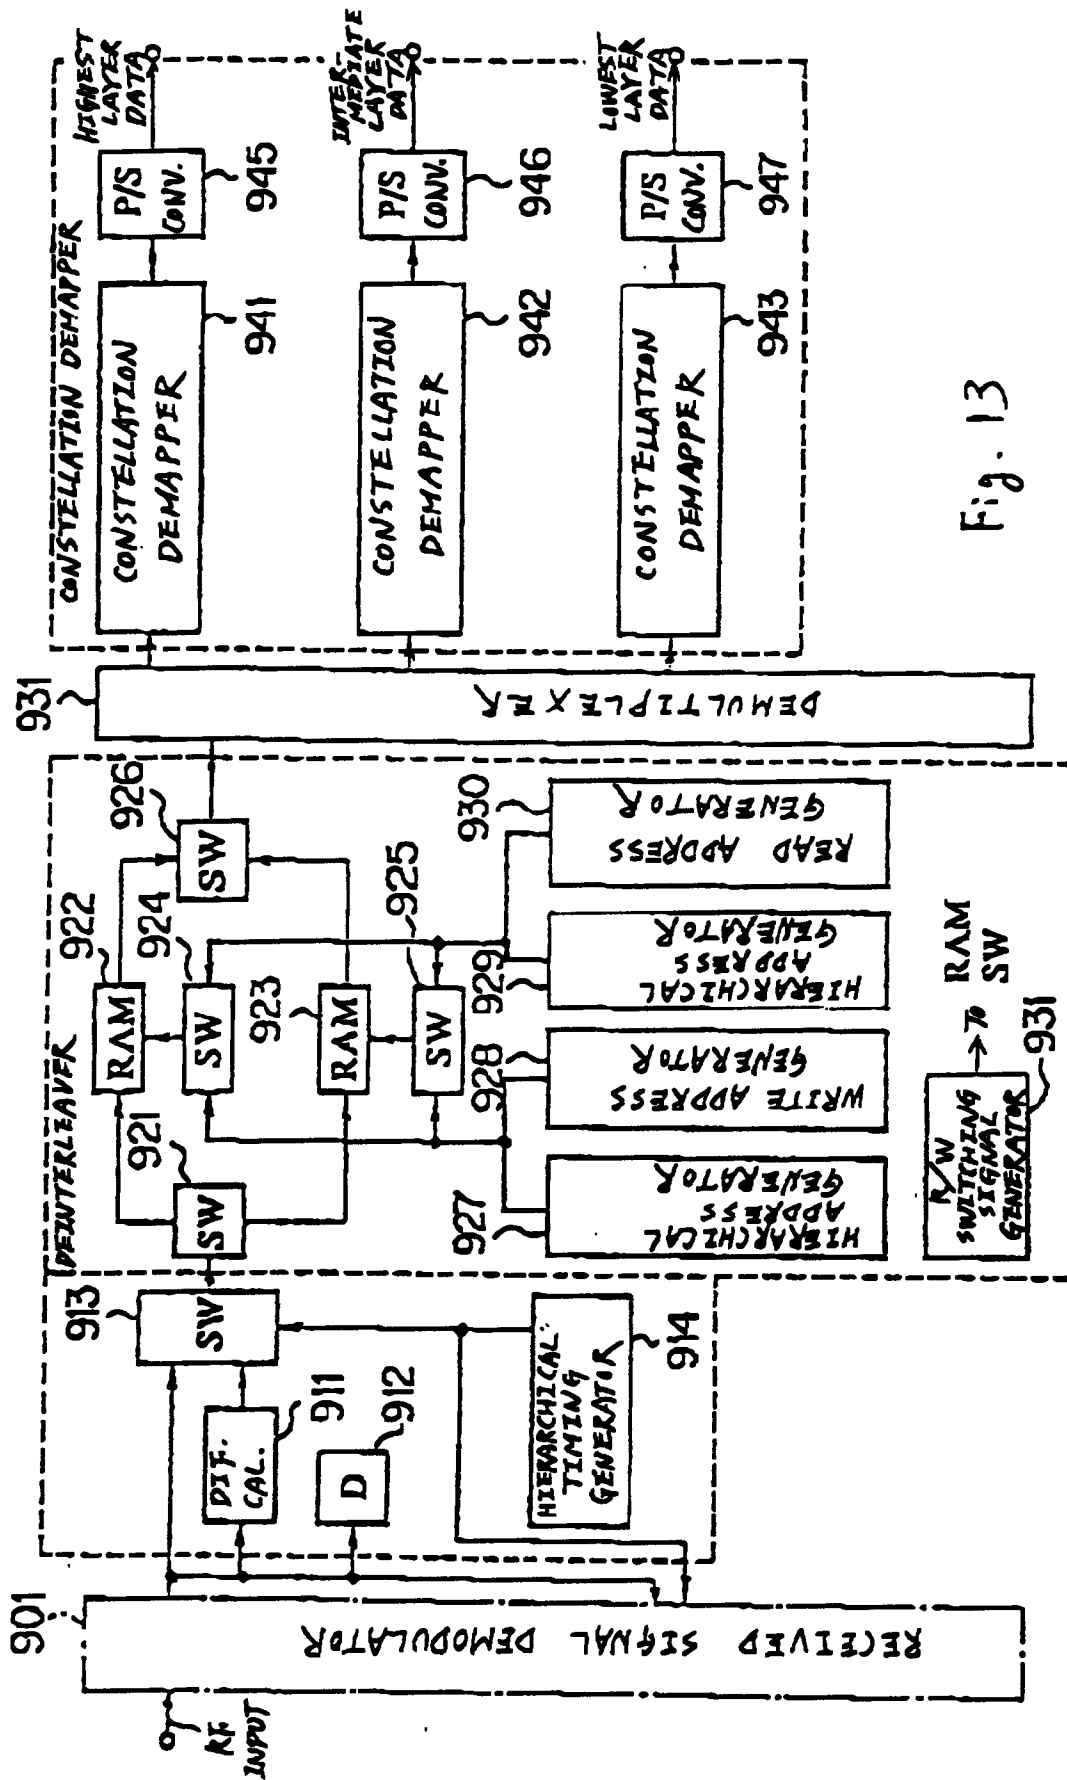 901
RF
INPUT
RECEIVED SIGNAL DEMODULATOR
913
SW
DIF.
CAL.
911
D
912
HIERARCHICAL
TIMING
GENERATOR
914
DEINTERLEAVER
921
SW
922
RAM
924
SW
923
RAM
925
SW
926
SW
927
HIERARCHICAL
ADDRESS
GENERATOR
928
WRITE ADDRESS
GENERATOR
929
HIERARCHICAL
ADDRESS
GENERATOR
930
READ ADDRESS
GENERATOR
R/W
SWITCHING
SIGNAL
GENERATOR
931
TO RAM
SW
931
DEMULTIPLEXER
CONSTELLATION DEMAPPER
CONSTELLATION
DEMAPPER
941
P/S
CONV.
945
HIGHEST
LAYER
DATA
CONSTELLATION
DEMAPPER
942
P/S
CONV.
946
INTER-
MEDIATE
LAYER
DATA
CONSTELLATION
DEMAPPER
943
P/S
CONV.
947
LOWEST
LAYER
DATA
Fig. 13